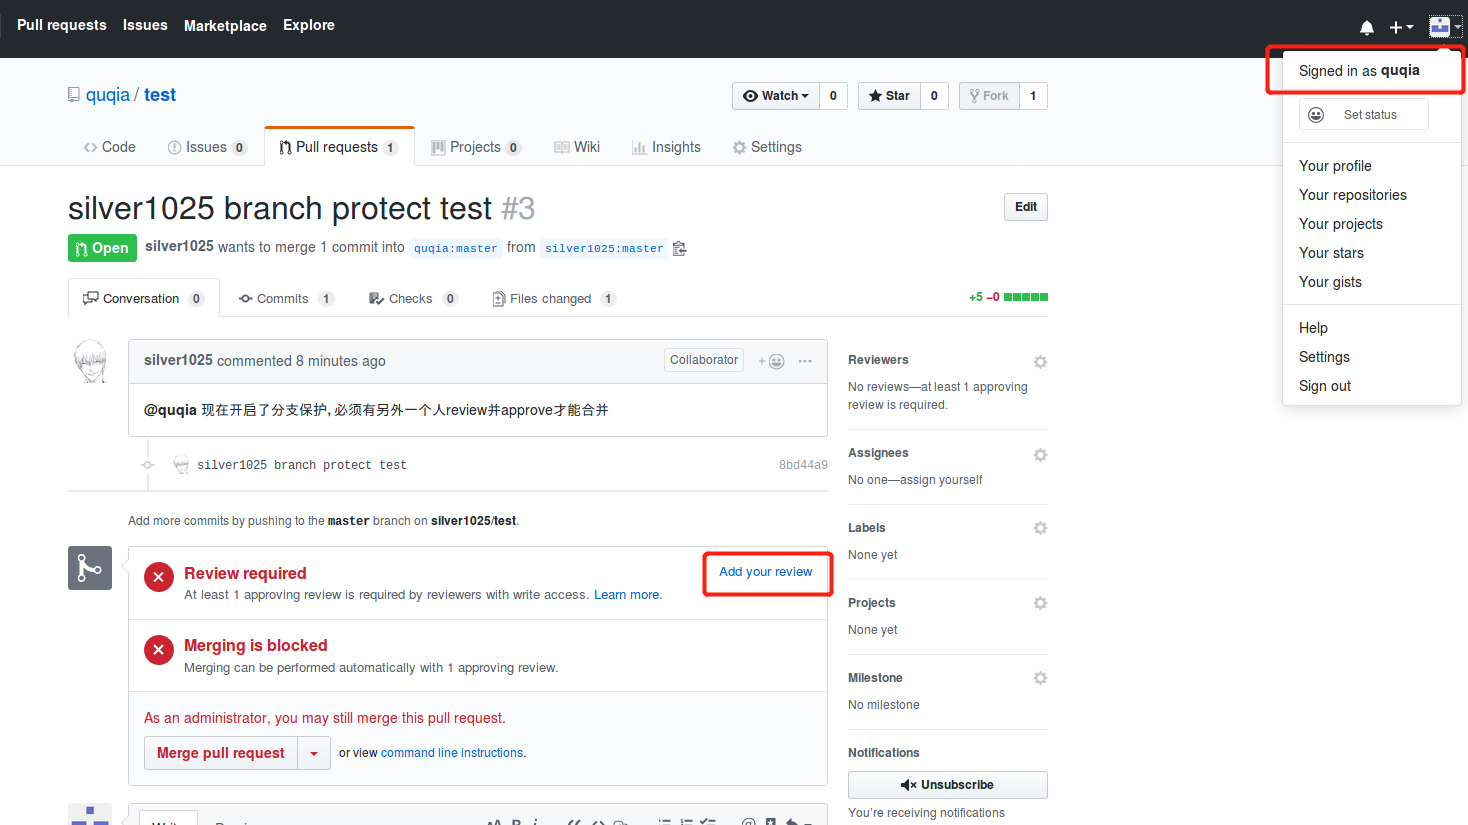 Pull requests Issues Marketplace Explore
Signed in as quqia
quqia / test
Watch 0 Star 0 Fork 1
Set status
Code Issues 0 Pull requests 1 Projects 0 Wiki Insights Settings
Your profile
Your repositories
Your projects
Your stars
Your gists
Help
Settings
Sign out
silver1025 branch protect test #3
Edit
Open silver1025 wants to merge 1 commit into quqia:master from silver1025:master
Conversation 0 Commits 1 Checks 0 Files changed 1
+5 −0
silver1025 commented 8 minutes ago
Collaborator
@quqia 现在开启了分支保护, 必须有另外一个人review并approve才能合并
silver1025 branch protect test 8bd44a9
Add more commits by pushing to the master branch on silver1025/test.
Review required
Add your review
At least 1 approving review is required by reviewers with write access. Learn more.
Merging is blocked
Merging can be performed automatically with 1 approving review.
As an administrator, you may still merge this pull request.
Merge pull request or view command line instructions.
Reviewers
No reviews—at least 1 approving
review is required.
Assignees
No one—assign yourself
Labels
None yet
Projects
None yet
Milestone
No milestone
Notifications
Unsubscribe
You're receiving notifications